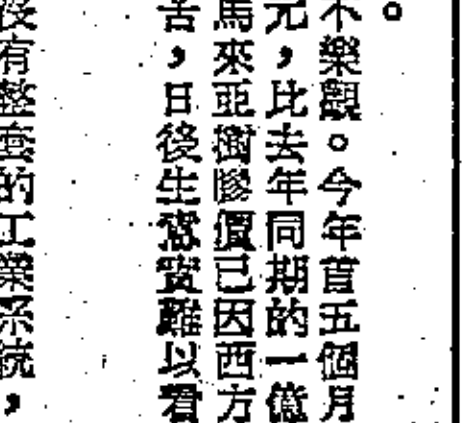 。
不樂觀。今年首五個月
元，比去年同期的一億
馬來亞樹膠價已因西方
苦，日後生意實難以看
沒有整套的工業系統，